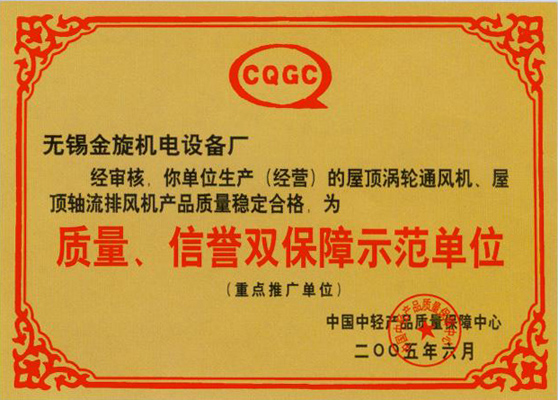 CQGC
无锡金旋机电设备厂
经审核，你单位生产（经营）的屋顶涡轮通风机、屋
顶轴流排风机产品质量稳定合格，为
质量、信誉双保障示范单位
（重点推广单位）
中国中轻产品质量保障中心
二〇〇五年六月